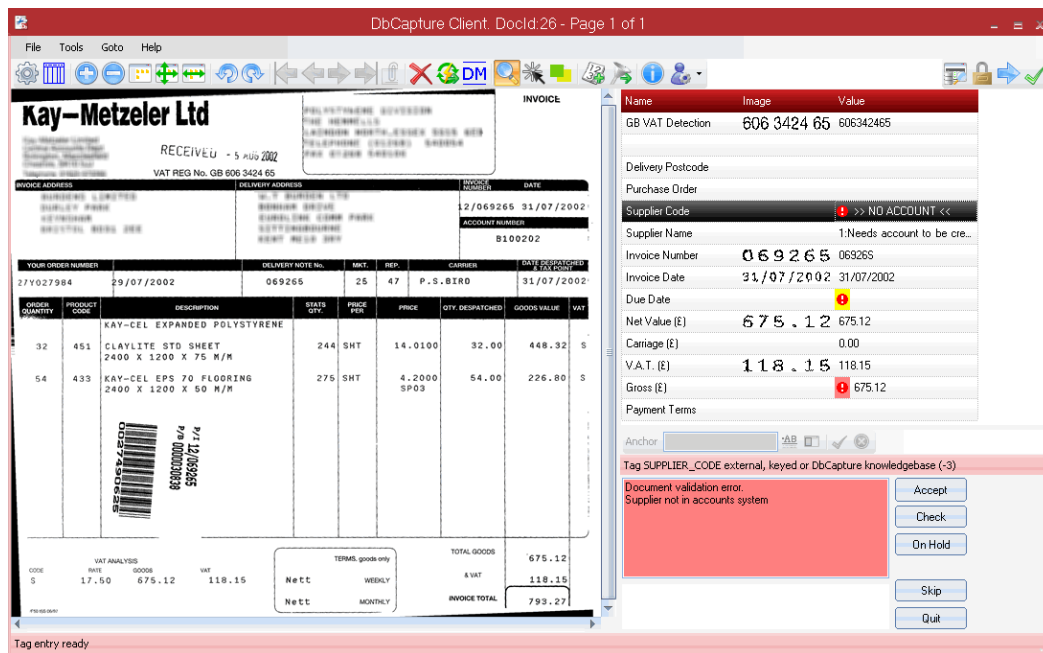 DbCapture Client. DocId:26 - Page 1 of 1
File Tools Goto Help
DM
Kay-Metzeler Ltd
INVOICE
RECEIVED - 5 AUG 2002
VAT REG No. GB 606 3424 65
INVOICE ADDRESS DELIVERY ADDRESS INVOICE NUMBER DATE
12/069265 31/07/2002
ACCOUNT NUMBER
B100202
YOUR ORDER NUMBER DELIVERY NOTE No. MKT. REP. CARRIER DATE DESPATCHED & TAX POINT
27Y027984 29/07/2002 069265 25 47 P.S.BIRD 31/07/2002
ORDER QUANTITY PRODUCT CODE DESCRIPTION STATS QTY. PRICE PER PRICE QTY. DESPATCHED GOODS VALUE VAT
KAY-CEL EXPANDED POLYSTYRENE
32 451 CLAYLITE STD SHEET 244 SHT 14.0100 32.00 448.32 S
2400 X 1200 X 75 M/M
54 433 KAY-CEL EPS 70 FLOORING 275 SHT 4.2000 54.00 226.80 S
2400 X 1200 X 50 M/M SPO3
P/I 12/069265
P/B 0000030838
0027490625
VAT ANALYSIS
CODE RATE GOODS VAT
S 17.50 675.12 118.15
TERMS. goods only
Nett WEEKLY
Nett MONTHLY
TOTAL GOODS 675.12
& VAT 118.15
INVOICE TOTAL 793.27
Name Image Value
GB VAT Detection 606 3424 65 606342465
Delivery Postcode
Purchase Order
Supplier Code >> NO ACCOUNT <<
Supplier Name 1:Needs account to be cre...
Invoice Number 069265 06926S
Invoice Date 31/07/2002 31/07/2002
Due Date
Net Value (£) 675.12 675.12
Carriage (£) 0.00
V.A.T. (£) 118.15 118.15
Gross (£) 675.12
Payment Terms
Anchor
Tag SUPPLIER_CODE external, keyed or DbCapture knowledgebase (-3)
Document validation error.
Supplier not in accounts system
Accept
Check
On Hold
Skip
Quit
Tag entry ready